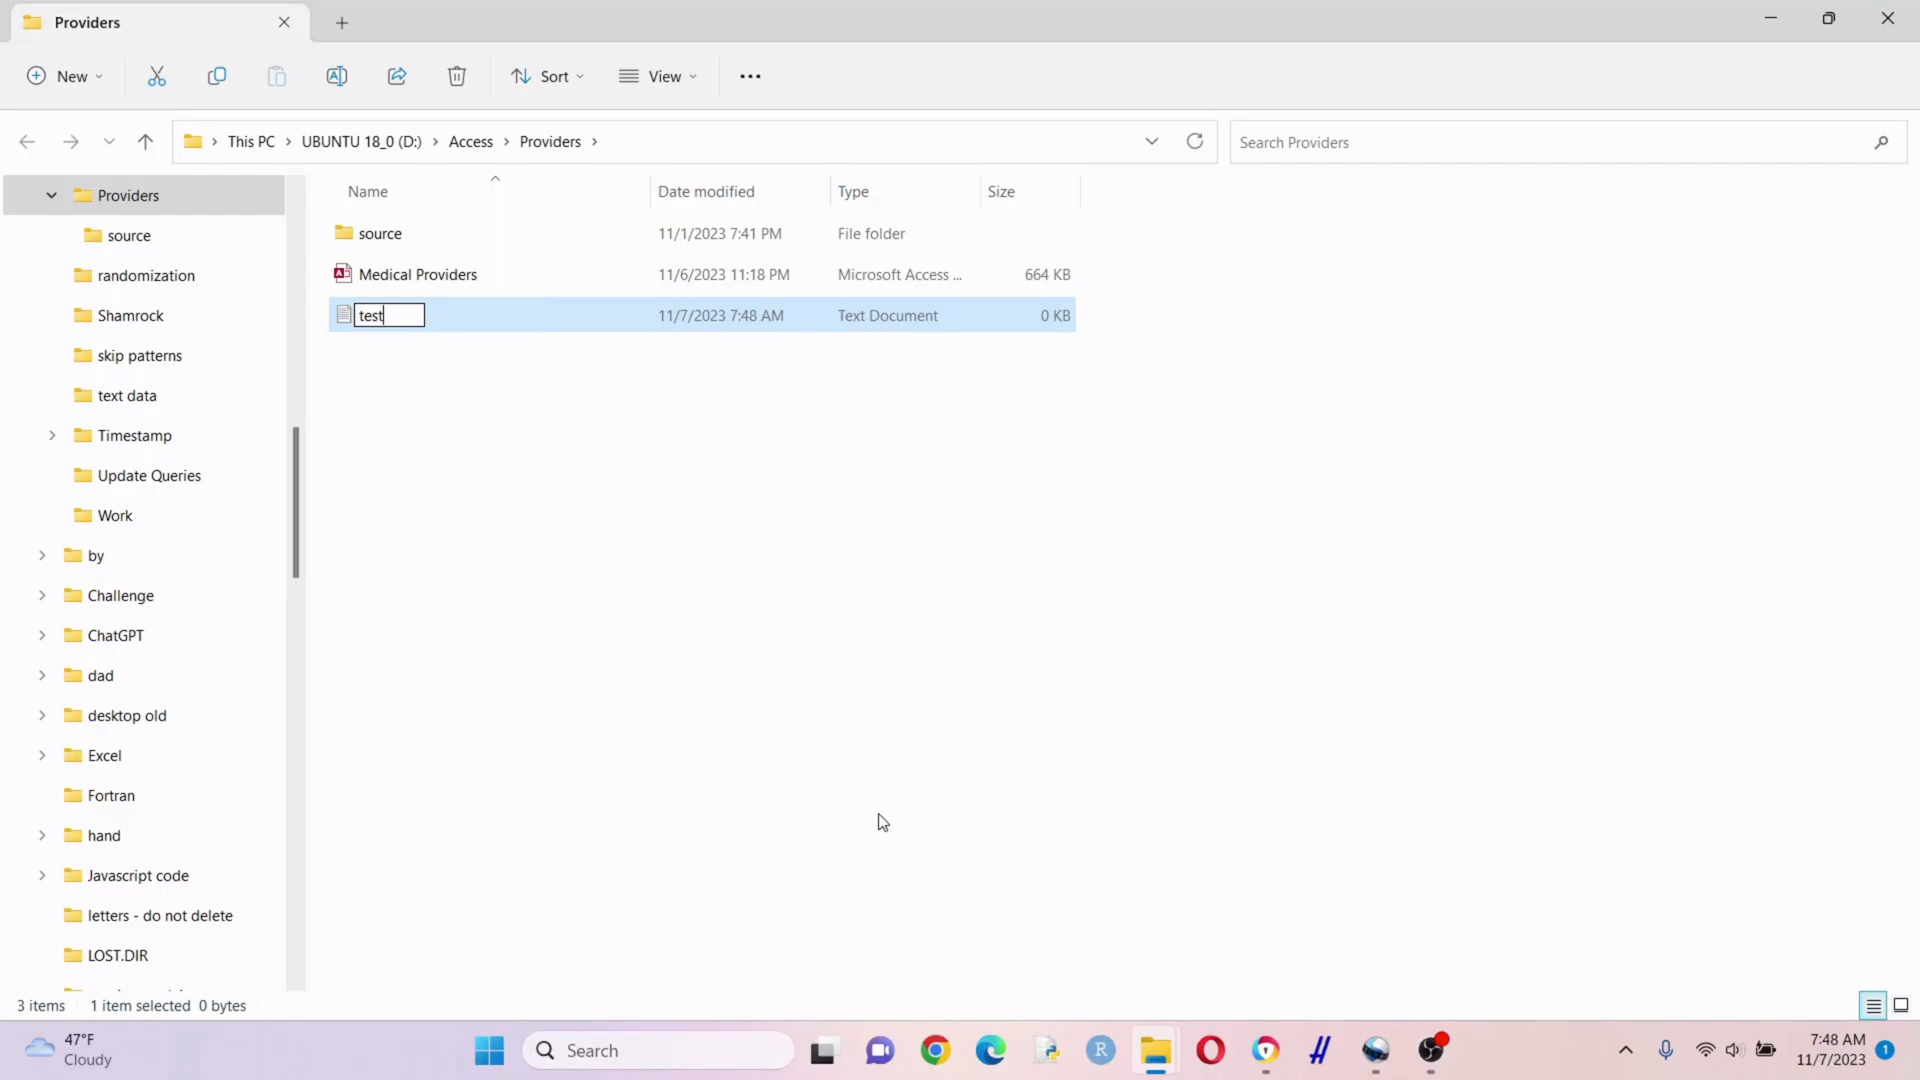 Providers
New
Sort
View
This PC
UBUNTU 18_0 (D:)
Access
Providers
Search Providers
Providers
source
randomization
Shamrock
skip patterns
text data
Timestamp
Update Queries
Work
by
Challenge
ChatGPT
dad
desktop old
Excel
Fortran
hand
Javascript code
letters - do not delete
LOST.DIR
Name Date modified Type Size
source 11/1/2023 7:41 PM File folder
Medical Providers 11/6/2023 11:18 PM Microsoft Access ... 664 KB
test 11/7/2023 7:48 AM Text Document 0 KB
3 items 1 item selected 0 bytes
47°F
Cloudy
Search
R
7:48 AM
11/7/2023
1